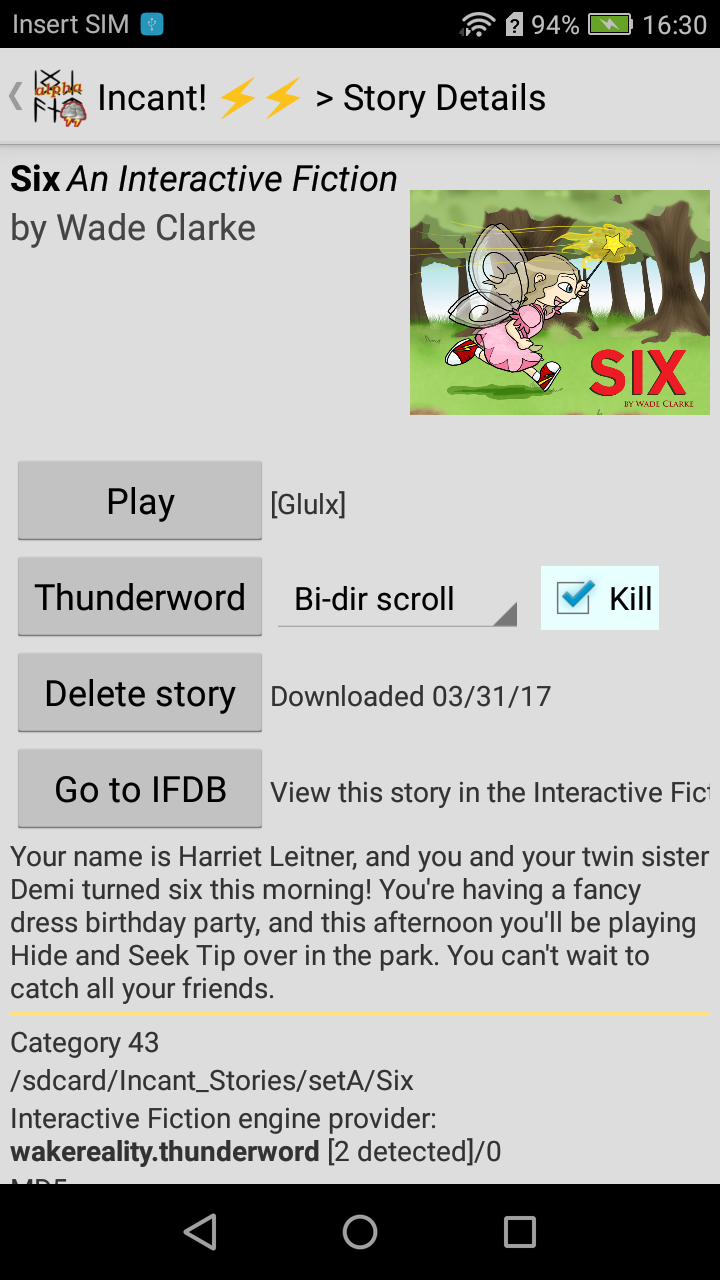 Insert SIM
94% 16:30
alpha
Incant! ⚡⚡ > Story Details
Six An Interactive Fiction
by Wade Clarke
SIX
BY WADE CLARKE
Play [Glulx]
Thunderword Bi-dir scroll Kill
Delete story Downloaded 03/31/17
Go to IFDB View this story in the Interactive Fict
Your name is Harriet Leitner, and you and your twin sister
Demi turned six this morning! You're having a fancy
dress birthday party, and this afternoon you'll be playing
Hide and Seek Tip over in the park. You can't wait to
catch all your friends.
Category 43
/sdcard/Incant_Stories/setA/Six
Interactive Fiction engine provider:
wakereality.thunderword [2 detected]/0